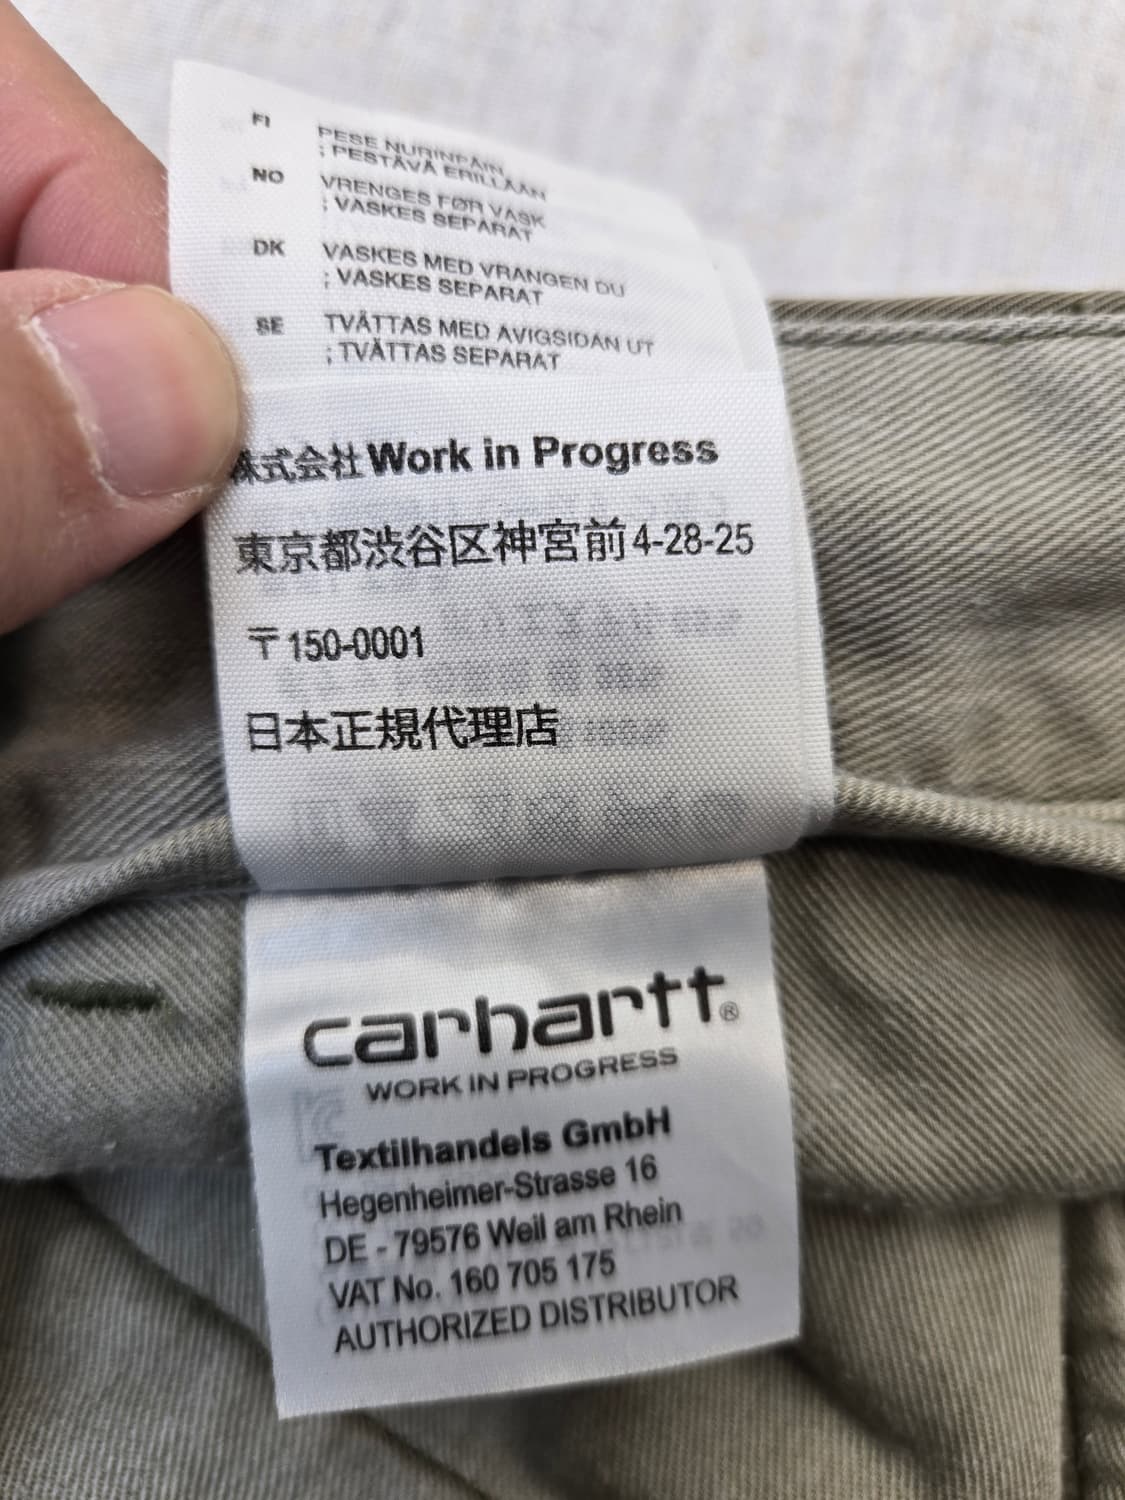 FI PESE NURINPÄIN
; PESTÄVÄ ERILLÄÄN
NO VRENGES FØR VASK
; VASKES SEPARAT
DK VASKES MED VRANGEN DU
; VASKES SEPARAT
SE TVÄTTAS MED AVIGSIDAN UT
; TVÄTTAS SEPARAT
株式会社Work in Progress
東京都渋谷区神宮前4-28-25
〒150-0001
日本正規代理店
carhartt®
WORK IN PROGRESS
Textilhandels GmbH
Hegenheimer-Strasse 16
DE - 79576 Weil am Rhein
VAT No. 160 705 175
AUTHORIZED DISTRIBUTOR